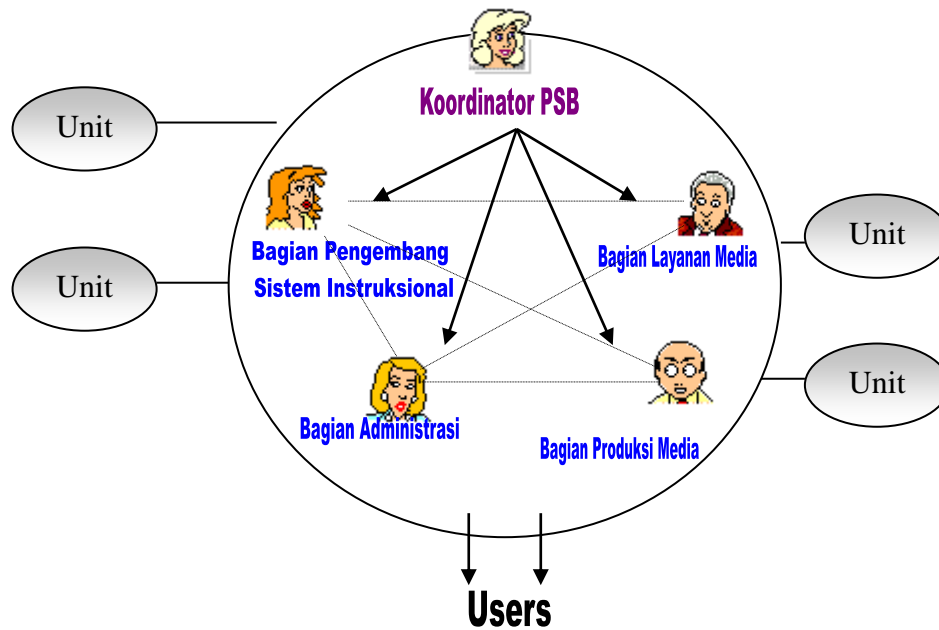 Koordinator PSB
Unit
Bagian Pengembang
Sistem Instruksional
Bagian Layanan Media
Unit
Unit
Unit
Bagian Administrasi
Bagian Produksi Media
Users